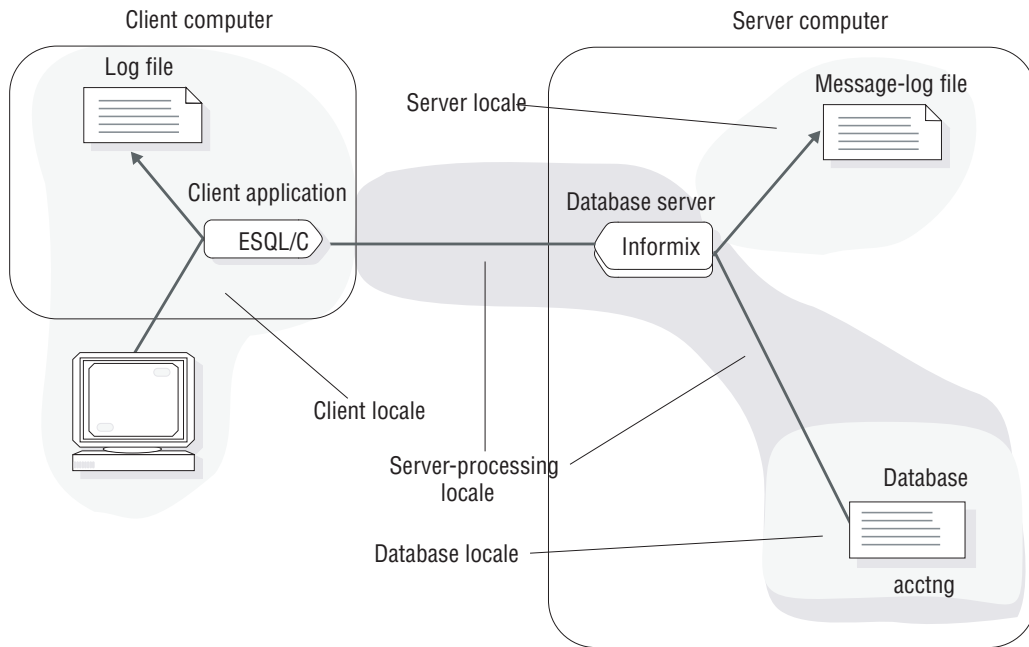 Client computer
Server computer
Log file
Message-log file
Server locale
Client application
Database server
ESQL/C
Informix
Client locale
Server-processing
locale
Database
Database locale
acctng